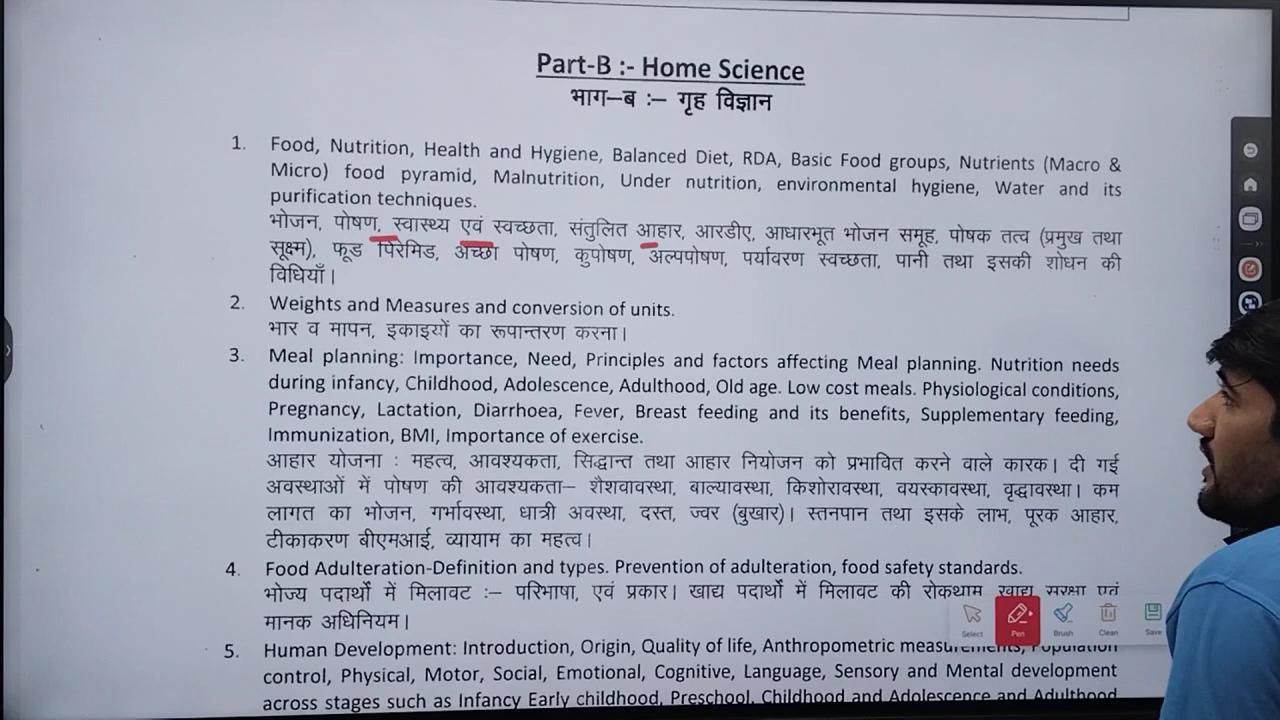 Part-B :- Home Science
भाग–ब :– गृह विज्ञान
1. Food, Nutrition, Health and Hygiene, Balanced Diet, RDA, Basic Food groups, Nutrients (Macro &
Micro) food pyramid, Malnutrition, Under nutrition, environmental hygiene, Water and its
purification techniques.
भोजन, पोषण, स्वास्थ्य एवं स्वच्छता, संतुलित आहार, आरडीए, आधारभूत भोजन समूह, पोषक तत्व (प्रमुख तथा
सूक्ष्म), फूड पिरेमिड, अच्छा पोषण, कुपोषण, अल्पपोषण, पर्यावरण स्वच्छता, पानी तथा इसकी शोधन की
विधियाँ।
2. Weights and Measures and conversion of units.
भार व मापन, इकाइयों का रूपान्तरण करना।
3. Meal planning: Importance, Need, Principles and factors affecting Meal planning. Nutrition needs
during infancy, Childhood, Adolescence, Adulthood, Old age. Low cost meals. Physiological conditions,
Pregnancy, Lactation, Diarrhoea, Fever, Breast feeding and its benefits, Supplementary feeding,
Immunization, BMI, Importance of exercise.
आहार योजना : महत्व, आवश्यकता, सिद्धान्त तथा आहार नियोजन को प्रभावित करने वाले कारक। दी गई
अवस्थाओं में पोषण की आवश्यकता– शैशवावस्था, बाल्यावस्था, किशोरावस्था, वयस्कावस्था, वृद्धावस्था। कम
लागत का भोजन, गर्भावस्था, धात्री अवस्था, दस्त, ज्वर (बुखार)। स्तनपान तथा इसके लाभ, पूरक आहार,
टीकाकरण बीएमआई, व्यायाम का महत्व।
4. Food Adulteration-Definition and types. Prevention of adulteration, food safety standards.
भोज्य पदार्थों में मिलावट :– परिभाषा, एवं प्रकार। खाद्य पदार्थों में मिलावट की रोकथाम खाद्य सुरक्षा एवं
मानक अधिनियम।
Select Pen Brush Clean Save
5. Human Development: Introduction, Origin, Quality of life, Anthropometric measurements, Population
control, Physical, Motor, Social, Emotional, Cognitive, Language, Sensory and Mental development
across stages such as Infancy Early childhood, Preschool, Childhood and Adolescence and Adulthood